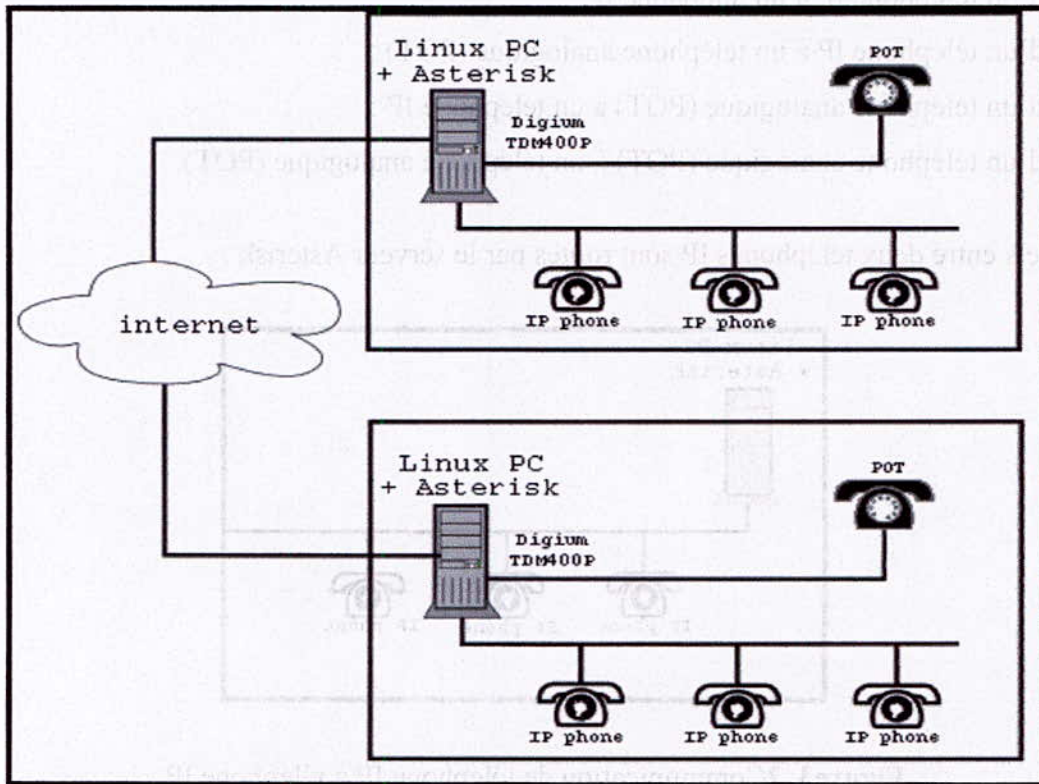 Linux PC
+ Asterisk
Digium
TDM400P
POT
IP phone
IP phone
IP phone
internet
Linux PC
+ Asterisk
Digium
TDM400P
POT
IP phone
IP phone
IP phone